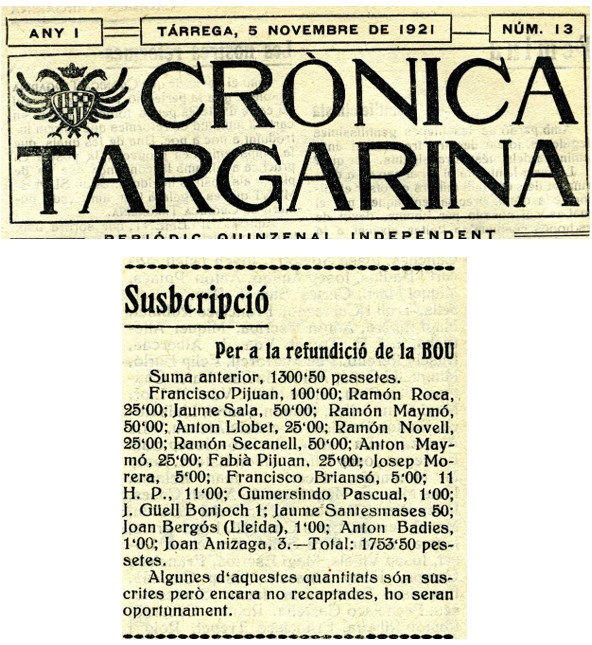 ANY I
TÁRREGA, 5 NOVEMBRE DE 1921
NÚM. 13
CRÒNICA
TARGARINA
PERIÓDIC QUINZENAL INDEPENDENT
Susbcripció
Per a la refundició de la BOU
Suma anterior, 1300'50 pessetes.
Francisco Pijuan, 100'00; Ramón Roca,
25'00; Jaume Sala, 50'00; Ramón Maymó,
50'00; Anton Llobet, 25'00; Ramón Novell,
25'00; Ramón Secanell, 50'00; Anton May-
mó, 25'00; Fabià Pijuan, 25'00; Josep Mo-
rera, 5'00; Francisco Briansó, 5'00; 11
H. P., 11'00; Gumersindo Pascual, 1'00;
J. Güell Bonjoch 1; Jaume Santesmases 50;
Joan Bergós (Lleida), 1'00; Anton Badies,
1'00; Joan Anizaga, 3.—Total: 1753'50 pes-
setes.
Algunes d'aquestes quantitats són sus-
crites però encara no recaptades, ho seran
oportunament.